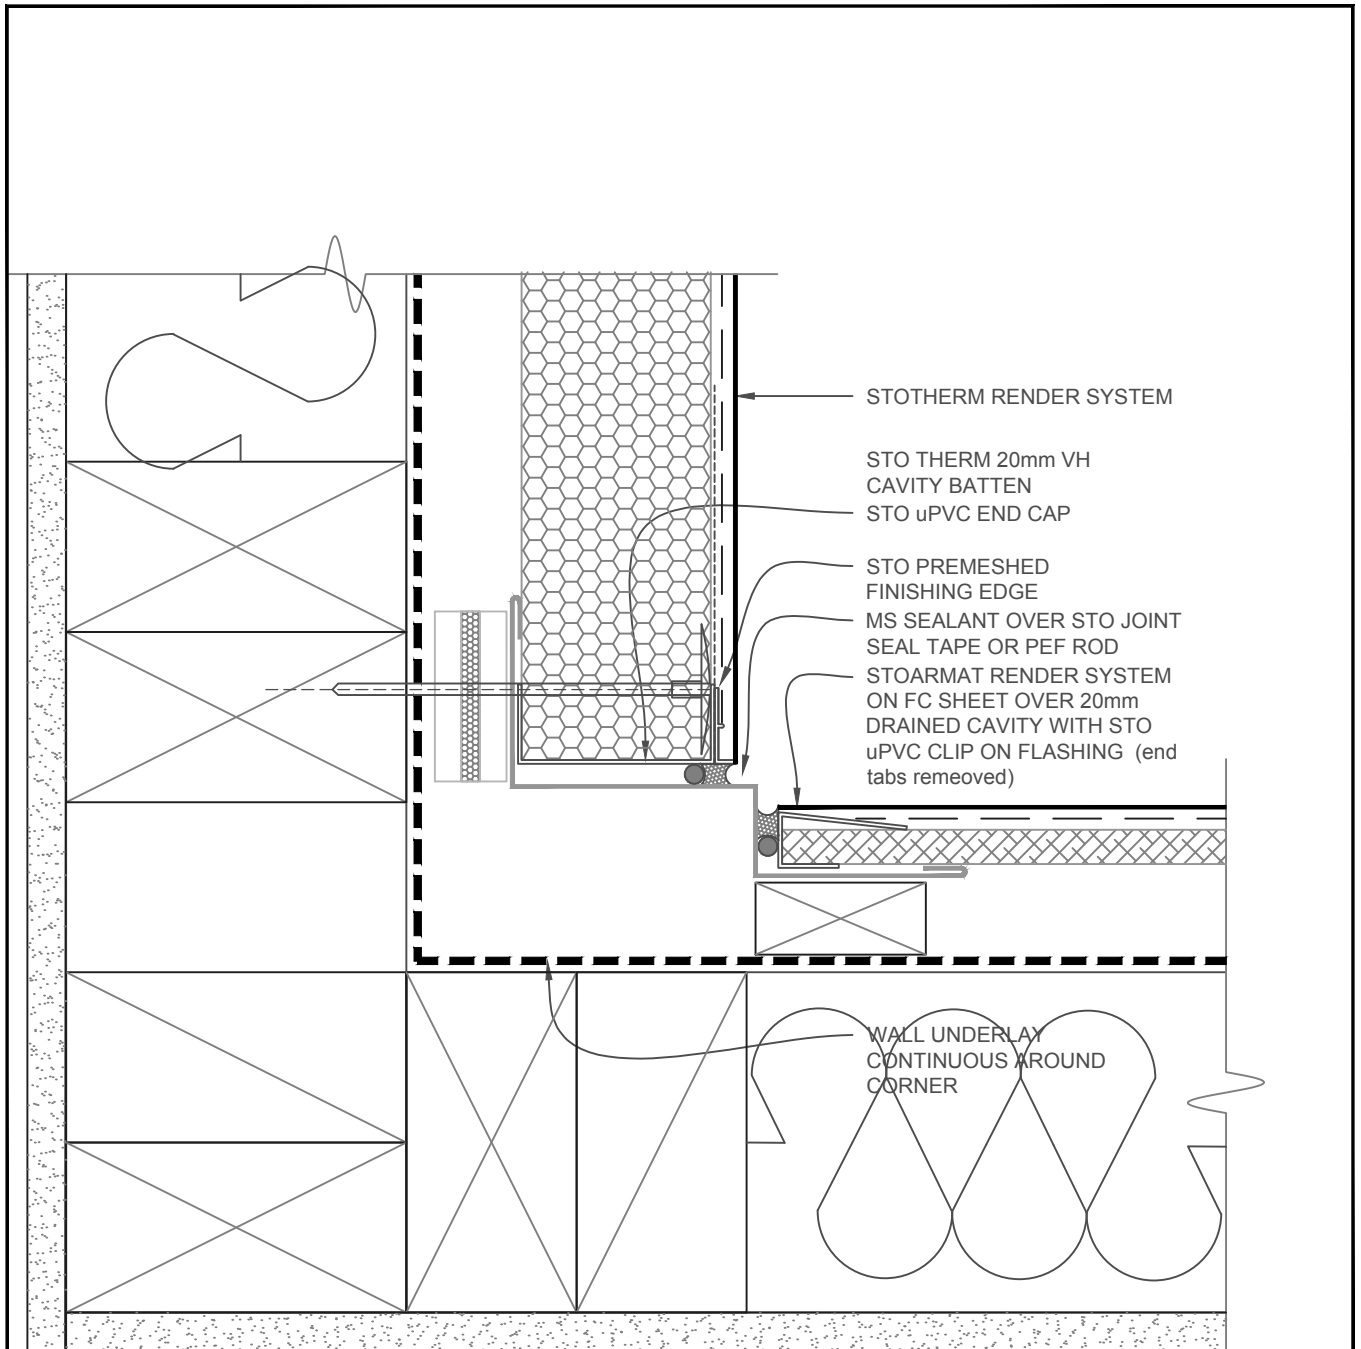 STOTHERM RENDER SYSTEM
STO THERM 20mm VH
CAVITY BATTEN
STO uPVC END CAP
STO PREMESHED
FINISHING EDGE
MS SEALANT OVER STO JOINT
SEAL TAPE OR PEF ROD
STOARMAT RENDER SYSTEM
ON FC SHEET OVER 20mm
DRAINED CAVITY WITH STO
uPVC CLIP ON FLASHING (end
tabs remeoved)
WALL UNDERLAY
CONTINUOUS AROUND
CORNER